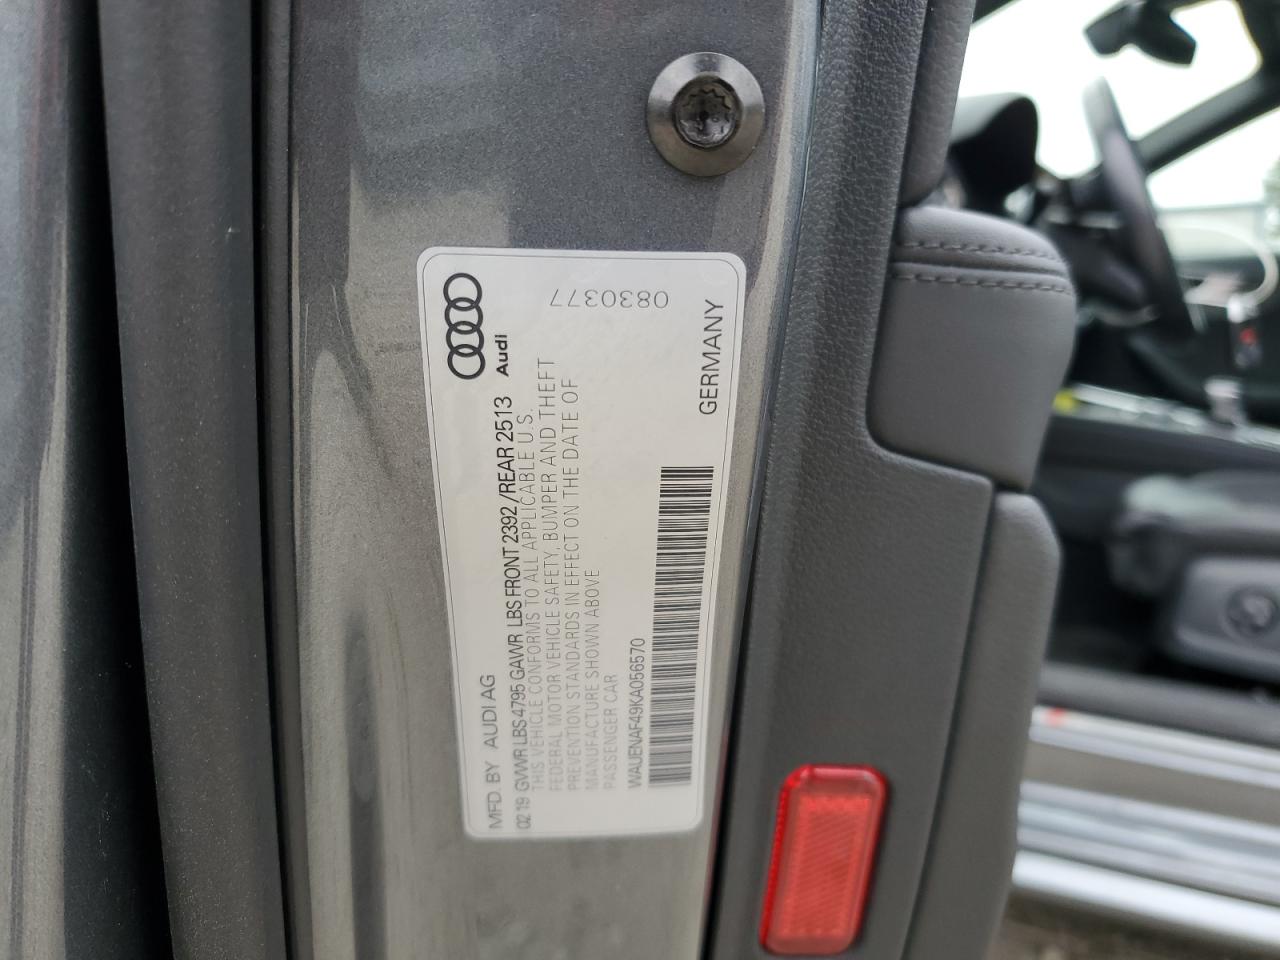 MFD. BY AUDI AG
Audi
02 19 GVWR LBS 4795 GAWR LBS FRONT 2392/REAR 2513
THIS VEHICLE CONFORMS TO ALL APPLICABLE U.S.
FEDERAL MOTOR VEHICLE SAFETY, BUMPER AND THEFT
PREVENTION STANDARDS IN EFFECT ON THE DATE OF
MANUFACTURE SHOWN ABOVE
PASSENGER CAR
0830377
WAUENAF49KA056570
GERMANY